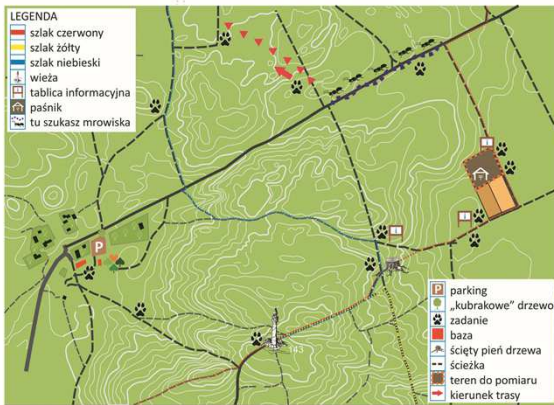 LEGENDA
szlak czerwony
szlak żółty
szlak niebieski
wieża
i tablica informacyjna
paśnik
tu szukasz mrowiska
i
i
i
P
143
P parking
„kubrakowe" drzewo
zadanie
baza
ścięty pień drzewa
ścieżka
teren do pomiaru
kierunek trasy